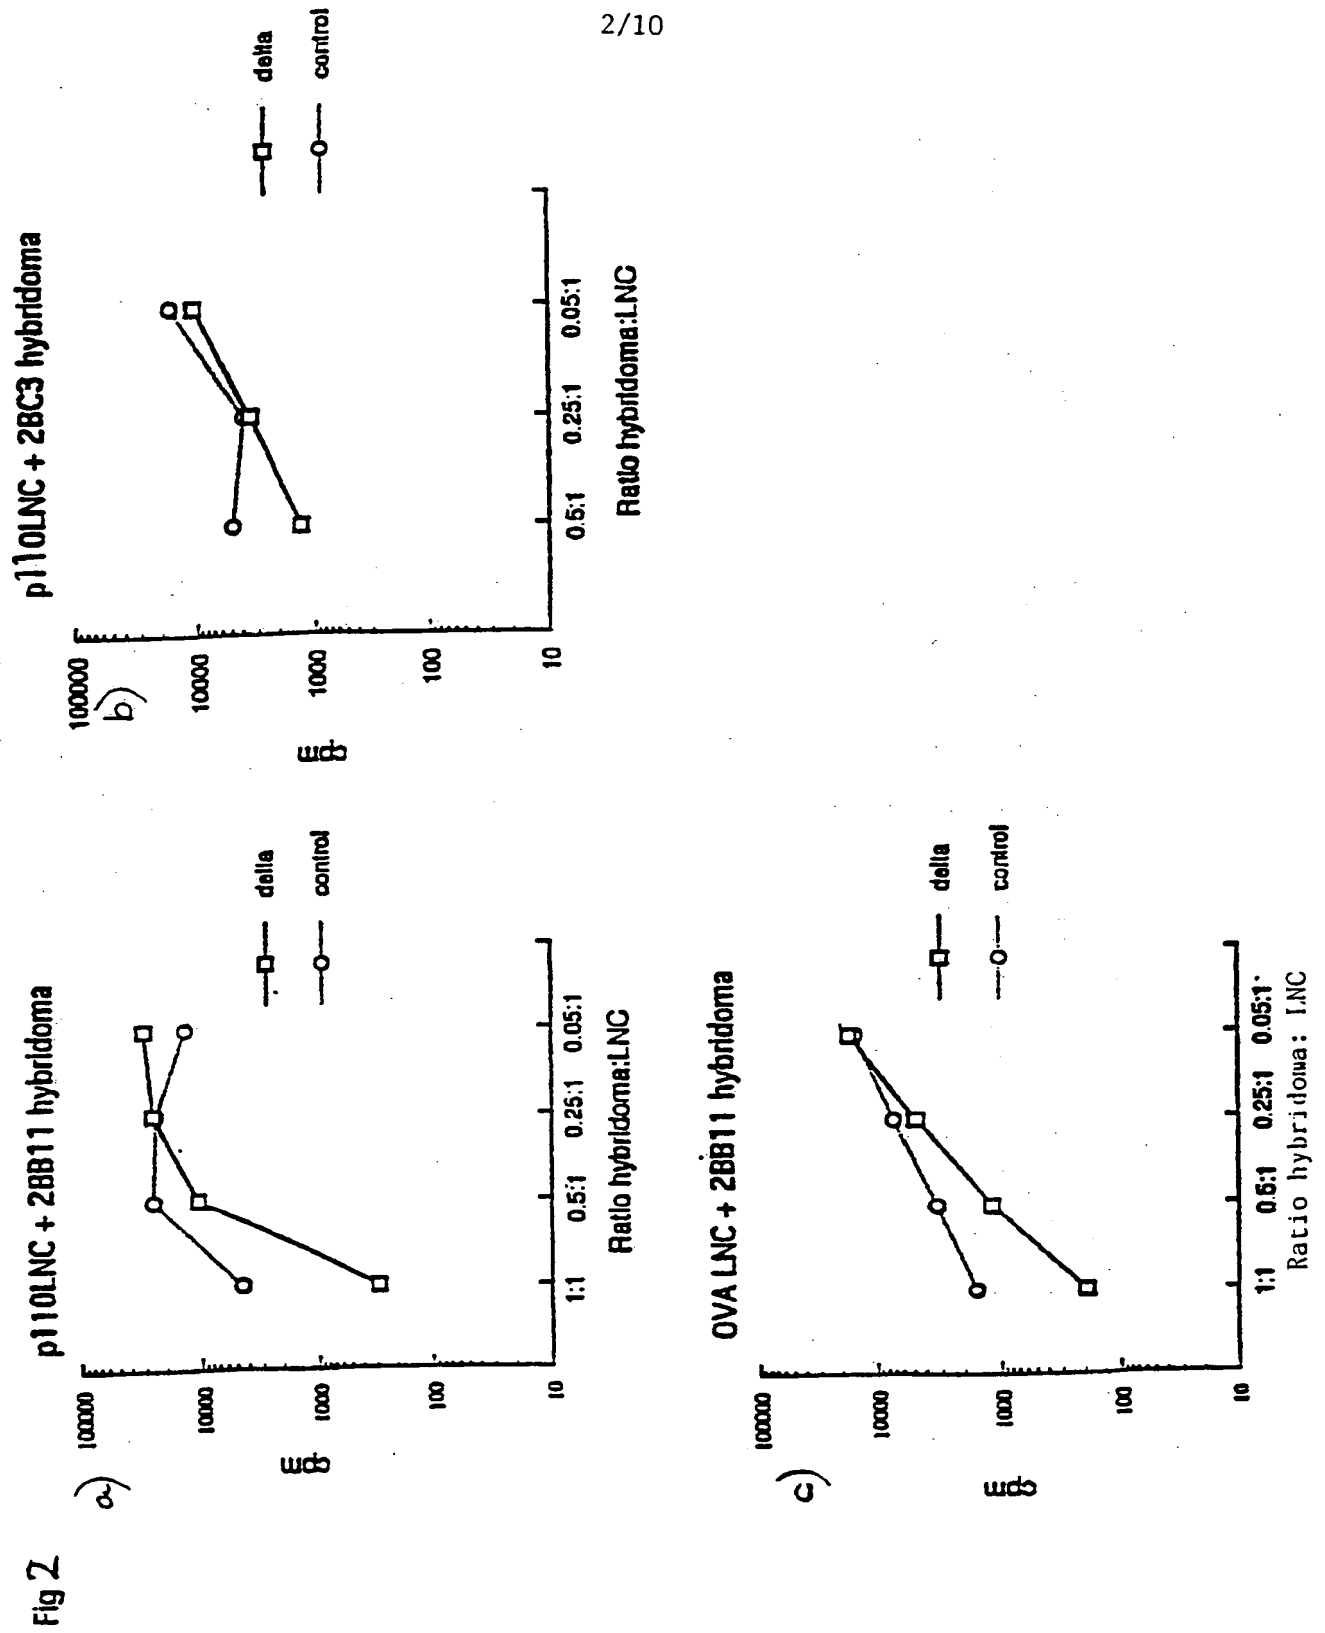 2/10
Fig 2
a)
p110LNC + 2BB11 hybridoma
100000
10000
1000
100
10
cpm
1:1
0.5:1
0.25:1
0.05:1
Ratio hybridoma:LNC
delta
control
b)
p110LNC + 2BC3 hybridoma
100000
10000
1000
100
10
cpm
0.5:1
0.25:1
0.05:1
Ratio hybridoma:LNC
delta
control
c)
OVA LNC + 2BB11 hybridoma
100000
10000
1000
100
10
cpm
1:1
0.5:1
0.25:1
0.05:1
Ratio hybridoma: LNC
delta
control